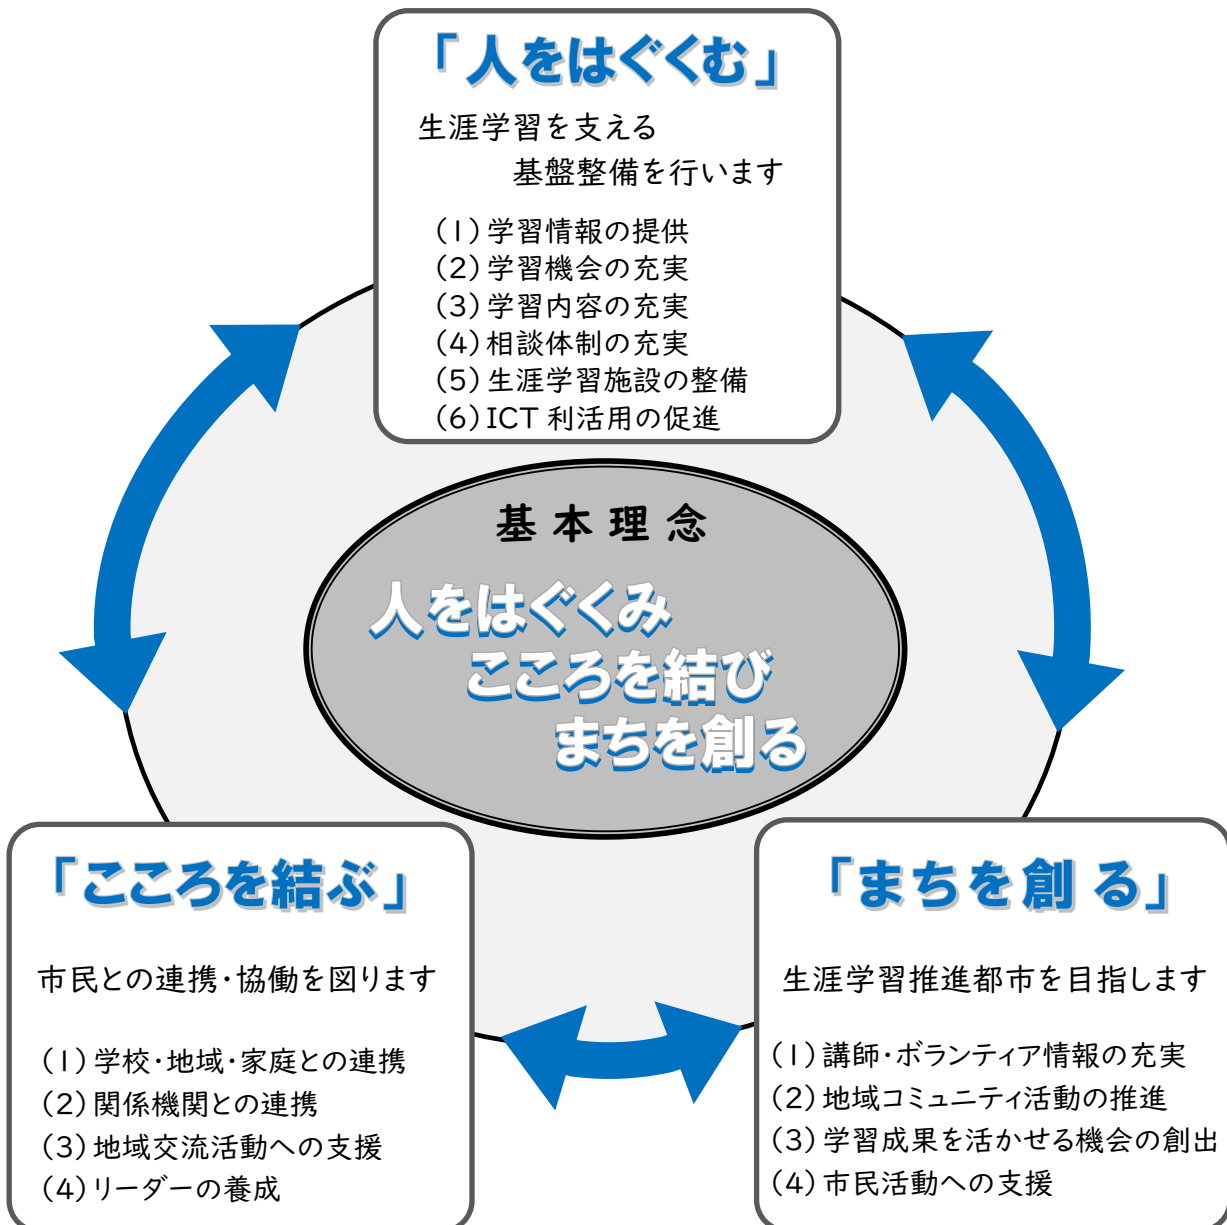 「人をはぐくむ」
生涯学習を支える
基盤整備を行います
(1)学習情報の提供
(2)学習機会の充実
(3)学習内容の充実
(4)相談体制の充実
(5)生涯学習施設の整備
(6)ICT 利活用の促進
基本理念
人をはぐくみ
こころを結び
まちを創る
「こころを結ぶ」
市民との連携・協働を図ります
(1)学校・地域・家庭との連携
(2)関係機関との連携
(3)地域交流活動への支援
(4)リーダーの養成
「まちを創る」
生涯学習推進都市を目指します
(1)講師・ボランティア情報の充実
(2)地域コミュニティ活動の推進
(3)学習成果を活かせる機会の創出
(4)市民活動への支援